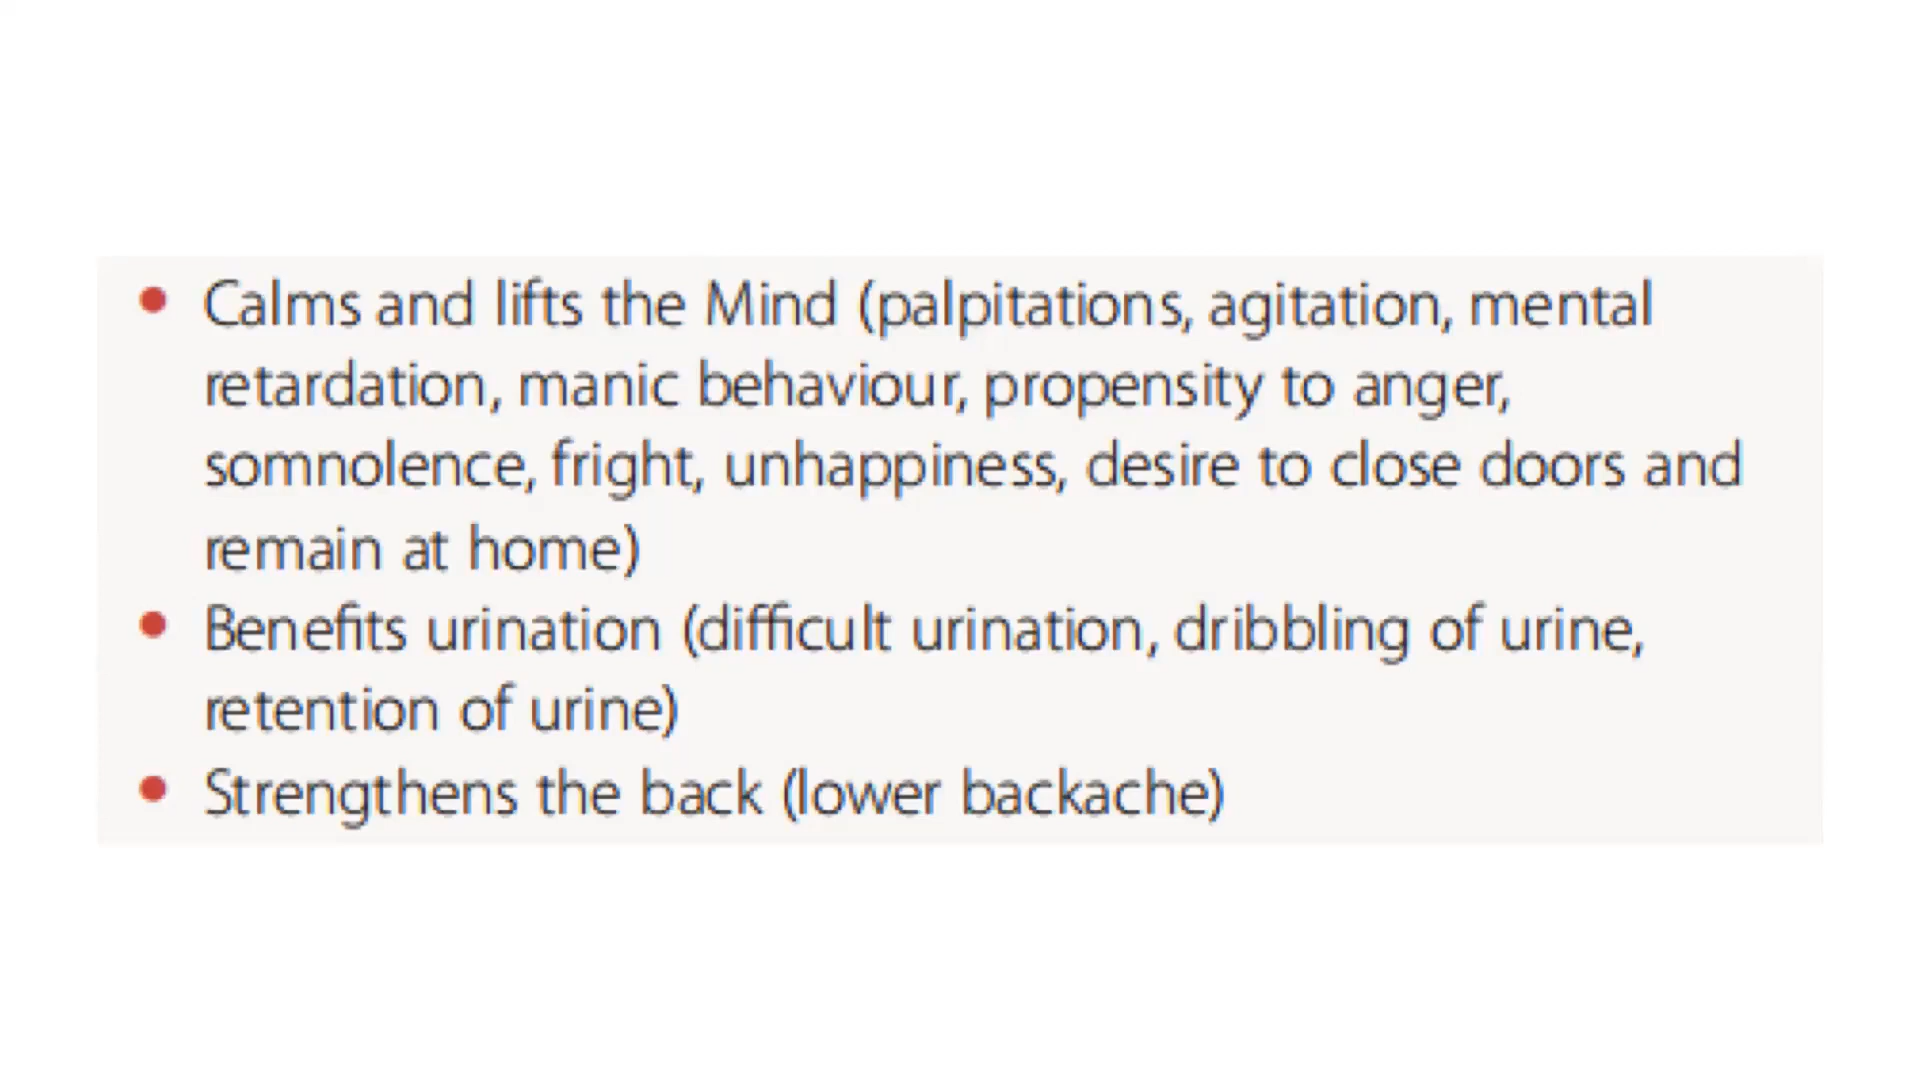 • Calms and lifts the Mind (palpitations, agitation, mental
retardation, manic behaviour, propensity to anger,
somnolence, fright, unhappiness, desire to close doors and
remain at home)
• Benefits urination (difficult urination, dribbling of urine,
retention of urine)
• Strengthens the back (lower backache)